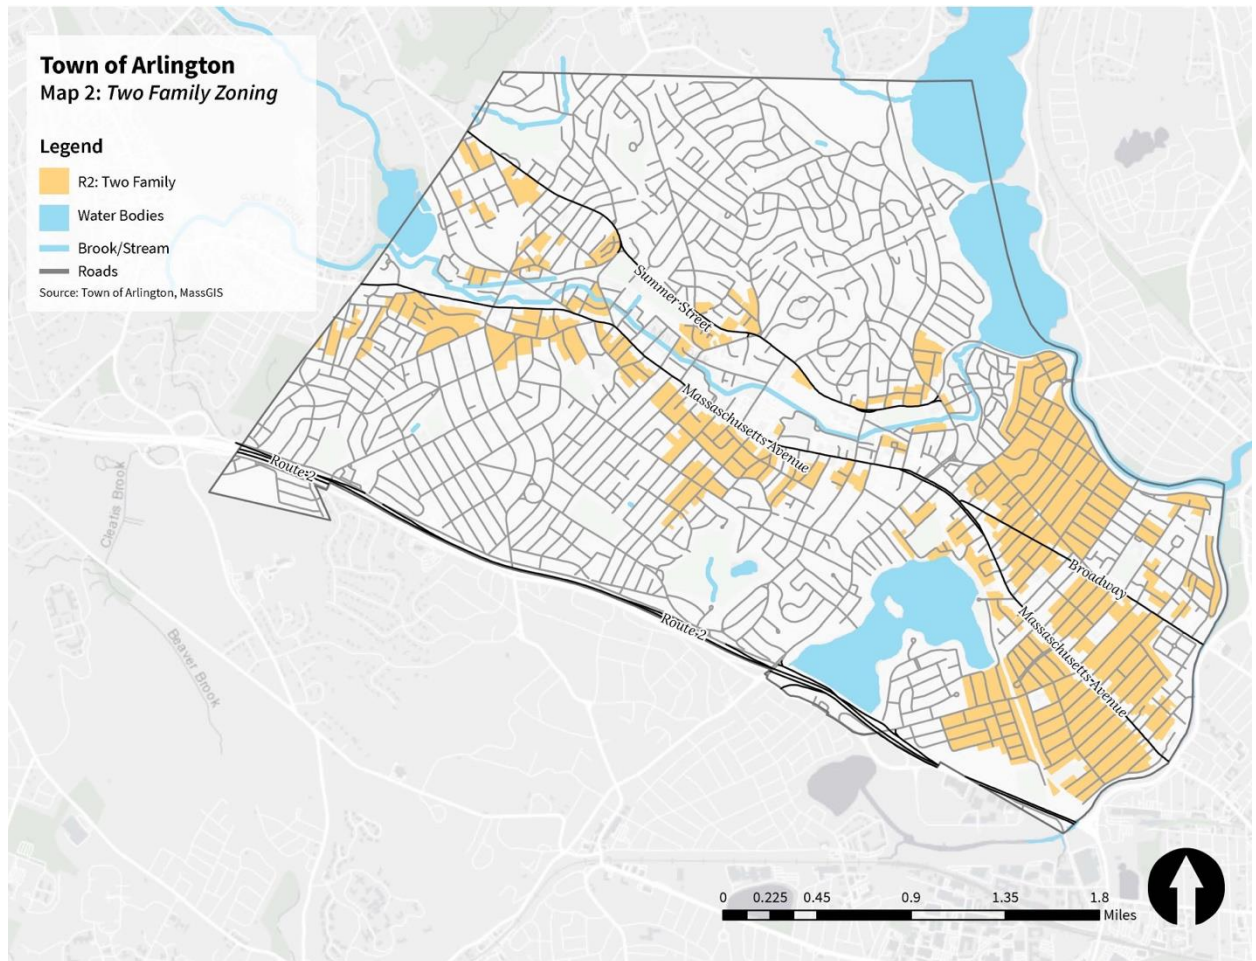 Town of Arlington
Map 2: Two Family Zoning
Legend
R2: Two Family
Water Bodies
Brook/Stream
Roads
Source: Town of Arlington, MassGIS
Summer Street
Massachusetts Avenue
Route 2
Cleatis Brook
Broadway
Route 2
Massachusetts Avenue
Beaver Brook
0 0.225 0.45 0.9 1.35 1.8
Miles